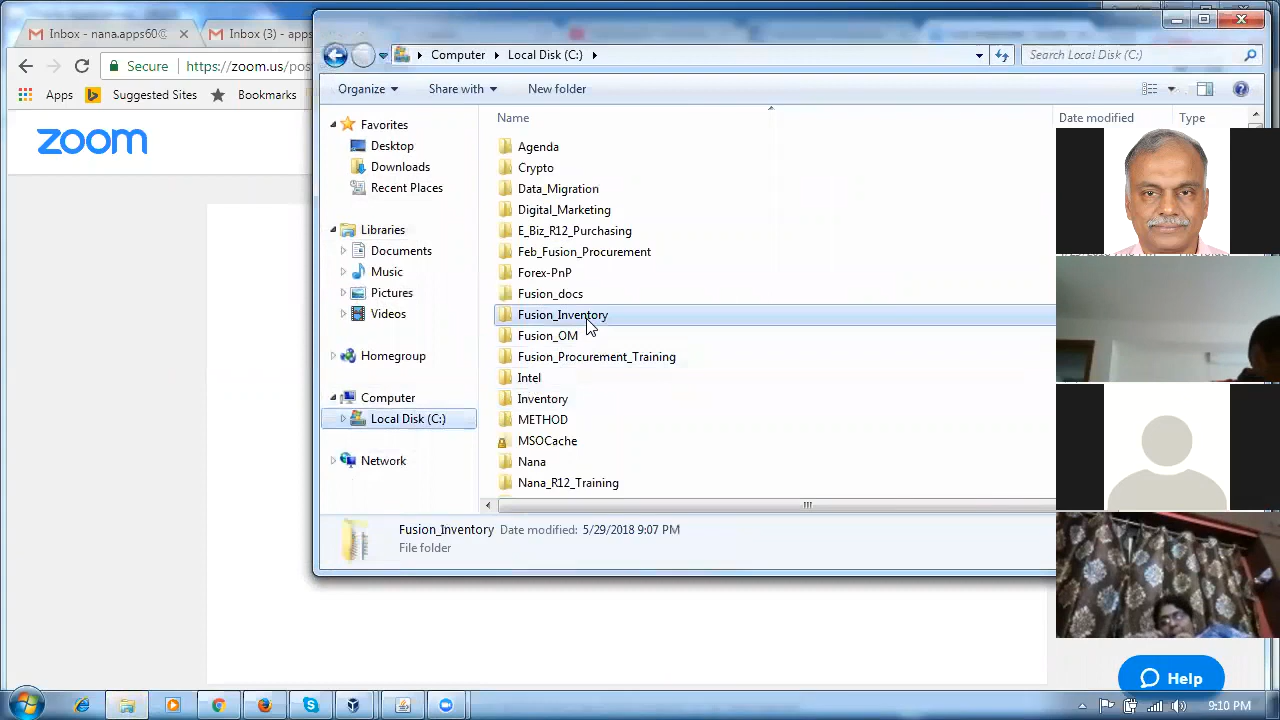 Inbox - nana.apps60@
Inbox (3) - apps
Secure
https://zoom.us/pos
Apps
Suggested Sites
Bookmarks
zoom
Computer
Local Disk (C:)
Search Local Disk (C:)
Organize
Share with
New folder
Name
Date modified
Type
Favorites
Desktop
Downloads
Recent Places
Libraries
Documents
Music
Pictures
Videos
Homegroup
Computer
Local Disk (C:)
Network
Agenda
Crypto
Data_Migration
Digital_Marketing
E_Biz_R12_Purchasing
Feb_Fusion_Procurement
Forex-PnP
Fusion_docs
Fusion_Inventory
Fusion_OM
Fusion_Procurement_Training
Intel
Inventory
METHOD
MSOCache
Nana
Nana_R12_Training
Fusion_Inventory Date modified: 5/29/2018 9:07 PM
File folder
Help
9:10 PM